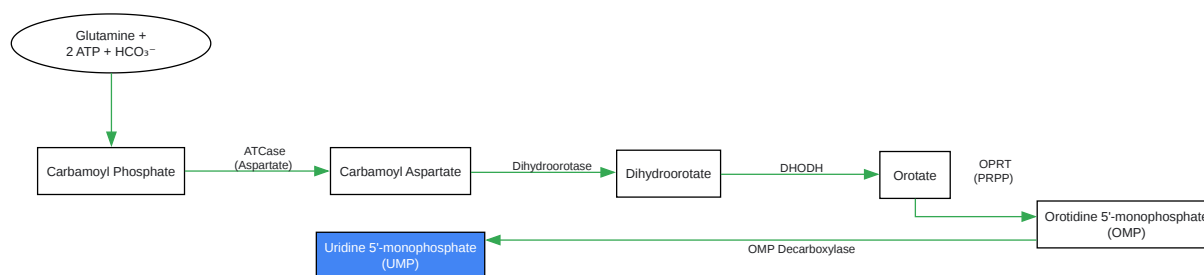 Glutamine +
2 ATP + HCO₃⁻
Carbamoyl Phosphate
ATCase
(Aspartate)
Carbamoyl Aspartate
Dihydroorotase
Dihydroorotate
DHODH
Orotate
OPRT
(PRPP)
Orotidine 5'-monophosphate
(OMP)
OMP Decarboxylase
Uridine 5'-monophosphate
(UMP)